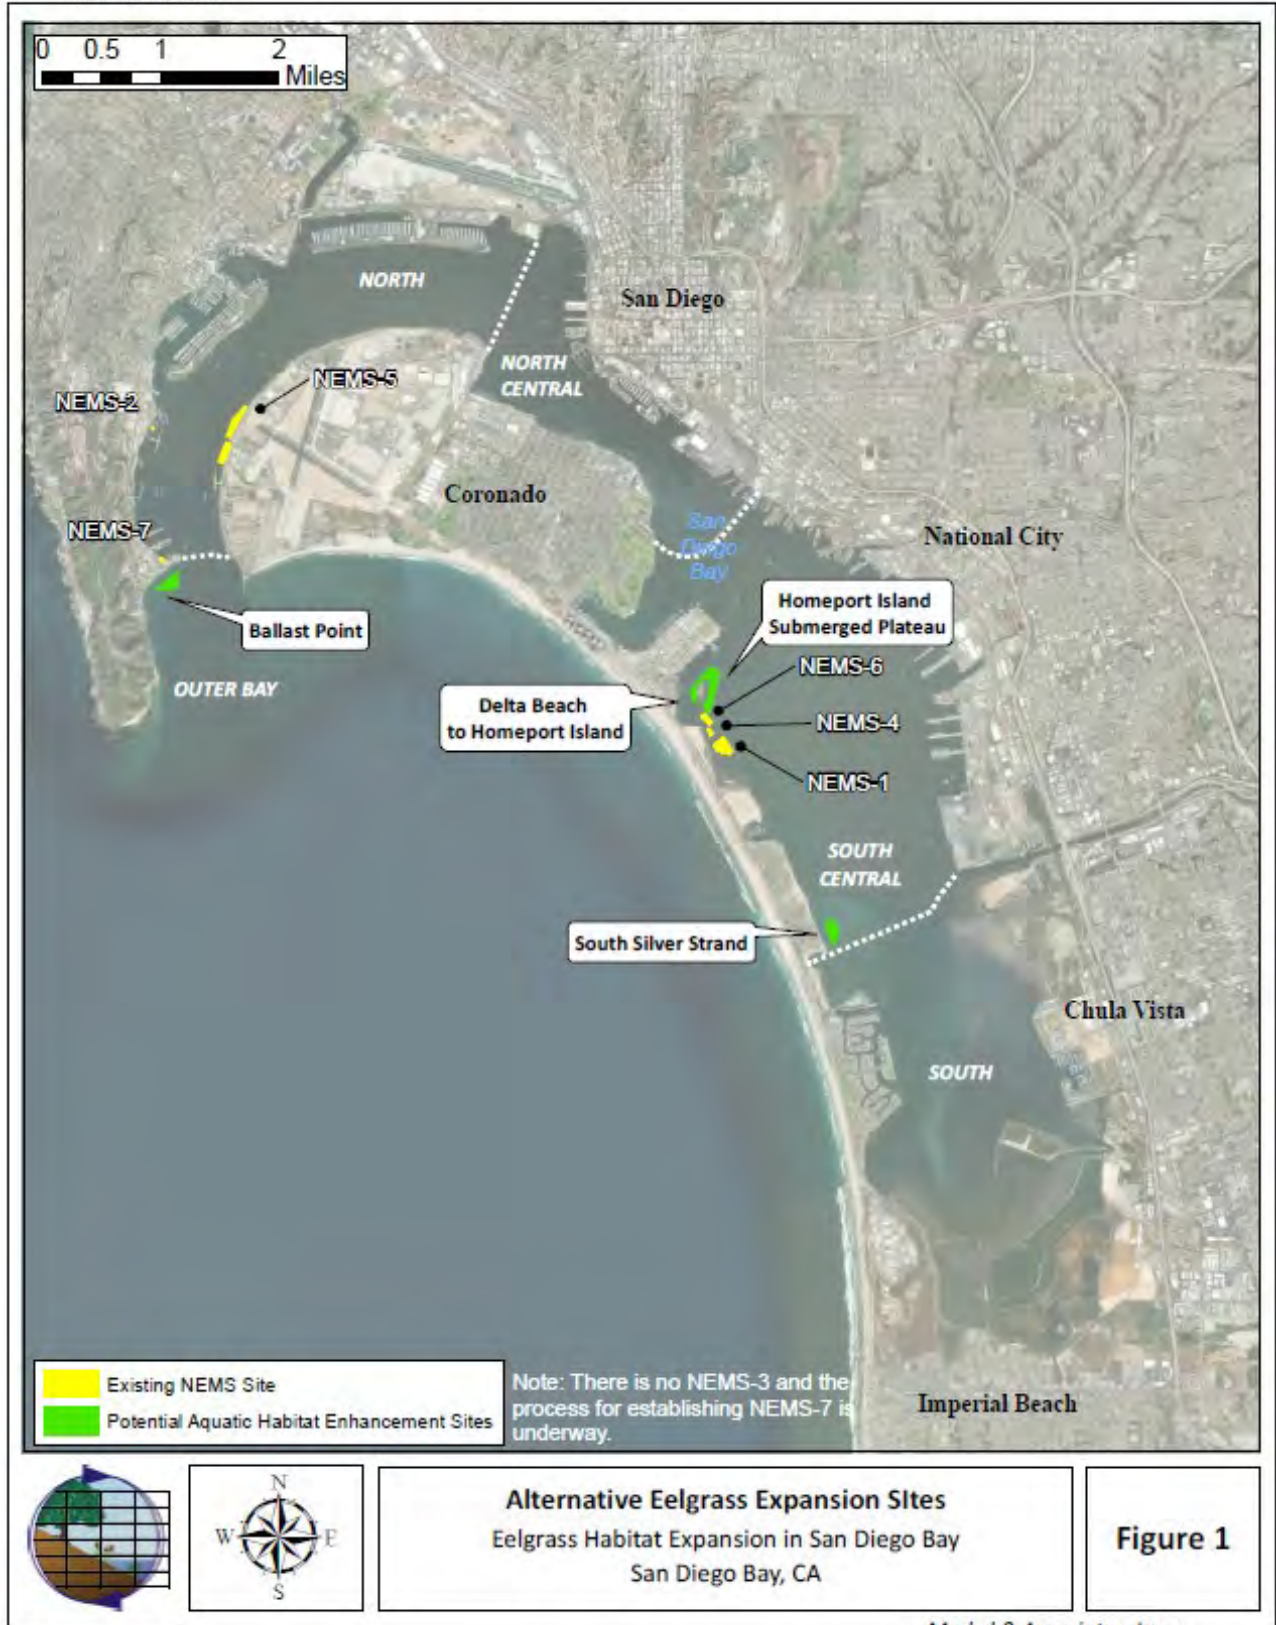 0 0.5 1 2
Miles
NORTH
San Diego
NORTH
CENTRAL
NEMS-5
NEMS-2
Coronado
San
Diego
Bay
NEMS-7
National City
Homeport Island
Submerged Plateau
Ballast Point
NEMS-6
OUTER BAY
Delta Beach
to Homeport Island
NEMS-4
NEMS-1
SOUTH
CENTRAL
South Silver Strand
Chula Vista
SOUTH
Existing NEMS Site
Potential Aquatic Habitat Enhancement Sites
Note: There is no NEMS-3 and the
process for establishing NEMS-7 is
underway.
Imperial Beach
N
W E
S
Alternative Eelgrass Expansion SItes
Eelgrass Habitat Expansion in San Diego Bay
San Diego Bay, CA
Figure 1